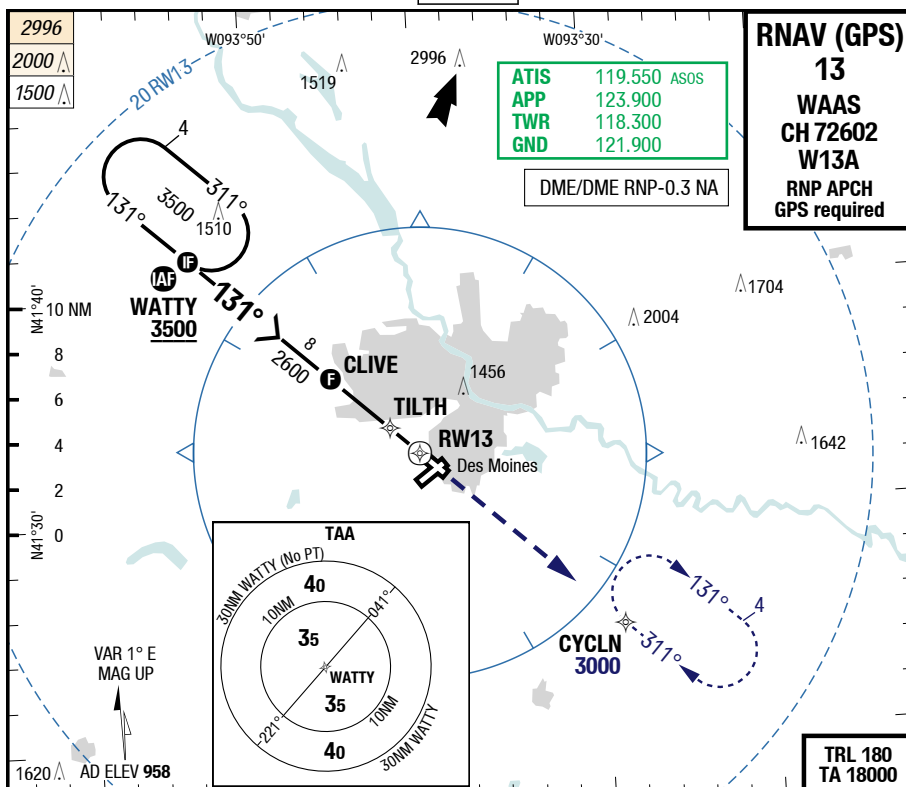 2996
2000
1500
20 RW13
W093°50'
W093°30'
1519
2996
ATIS 119.550 ASOS
APP 123.900
TWR 118.300
GND 121.900
DME/DME RNP-0.3 NA
RNAV (GPS)
13
WAAS
CH 72602
W13A
RNP APCH
GPS required
4
131°
3500
311°
1510
IF
IAF
WATTY
3500
131°
8
2600
F
CLIVE
TILTH
RW13
Des Moines
1456
2004
1704
1642
N41°40'
10 NM
8
6
4
2
0
N41°30'
TAA
30NM WATTY (No PT)
40
10NM
041°
35
WATTY
35
221°
10NM
40
30NM WATTY
131°
4
311°
CYCLN
3000
VAR 1° E
MAG UP
1620
AD ELEV 958
TRL 180
TA 18000